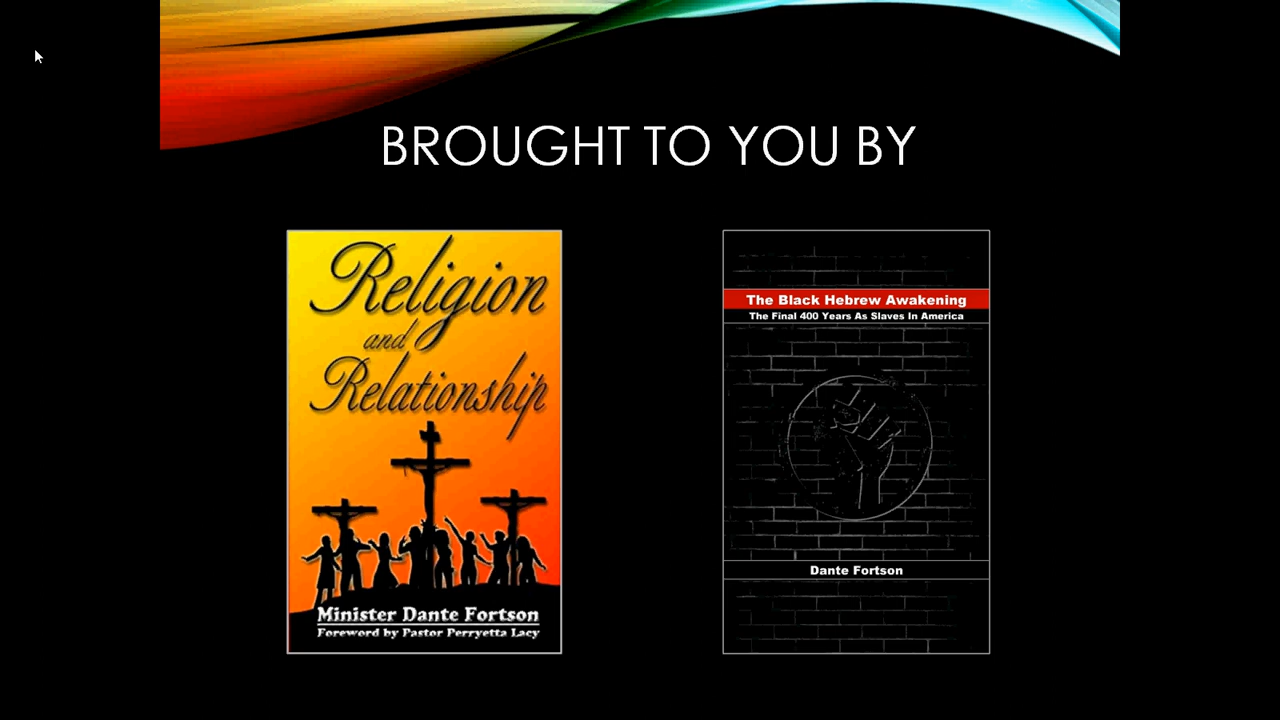 BROUGHT TO YOU BY
Religion
and
Relationship
Minister Dante Fortson
Foreword by Pastor Perryetta Lacy
The Black Hebrew Awakening
The Final 400 Years As Slaves In America
Dante Fortson